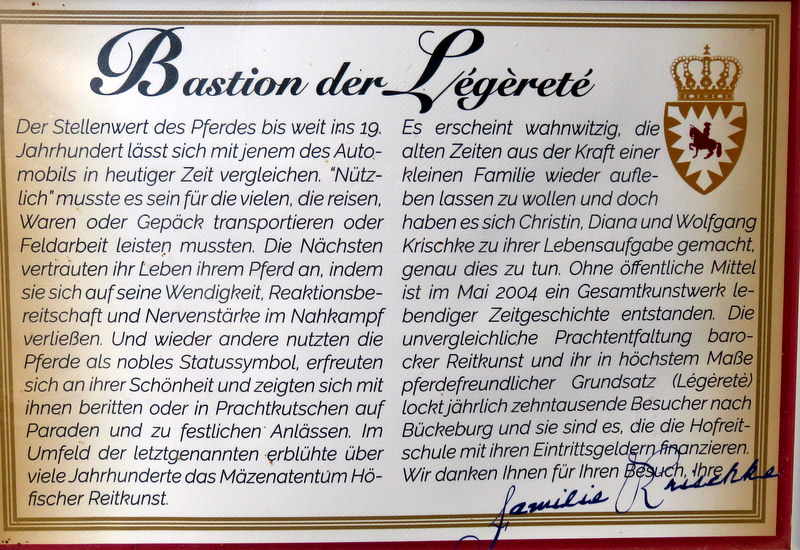 Bastion der Légèreté
Der Stellenwert des Pferdes bis weit ins 19.
Jahrhundert lässt sich mit jenem des Auto-
mobils in heutiger Zeit vergleichen. “Nütz-
lich” musste es sein für die vielen, die reisen,
Waren oder Gepäck transportieren oder
Feldarbeit leisten mussten. Die Nächsten
vertrauten ihr Leben ihrem Pferd an, indem
sie sich auf seine Wendigkeit, Reaktionsbe-
reitschaft und Nervenstärke im Nahkampf
verließen. Und wieder andere nutzten die
Pferde als nobles Statussymbol, erfreuten
sich an ihrer Schönheit und zeigten sich mit
ihnen beritten oder in Prachtkutschen auf
Paraden und zu festlichen Anlässen. Im
Umfeld der letztgenannten erblühte über
viele Jahrhunderte das Mäzenatentum Hö-
fischer Reitkunst.
Es erscheint wahnwitzig, die
alten Zeiten aus der Kraft einer
kleinen Familie wieder aufle-
ben lassen zu wollen und doch
haben es sich Christin, Diana und Wolfgang
Krischke zu ihrer Lebensaufgabe gemacht,
genau dies zu tun. Ohne öffentliche Mittel
ist im Mai 2004 ein Gesamtkunstwerk le-
bendiger Zeitgeschichte entstanden. Die
unvergleichliche Prachtentfaltung baro-
cker Reitkunst und ihr in höchstem Maße
pferdefreundlicher Grundsatz (Légèretè)
lockt jährlich zehntausende Besucher nach
Bückeburg und sie sind es, die die Hofreit-
schule mit ihren Eintrittsgeldern finanzieren.
Wir danken Ihnen für Ihren Besuch, Ihre
familie Krischke